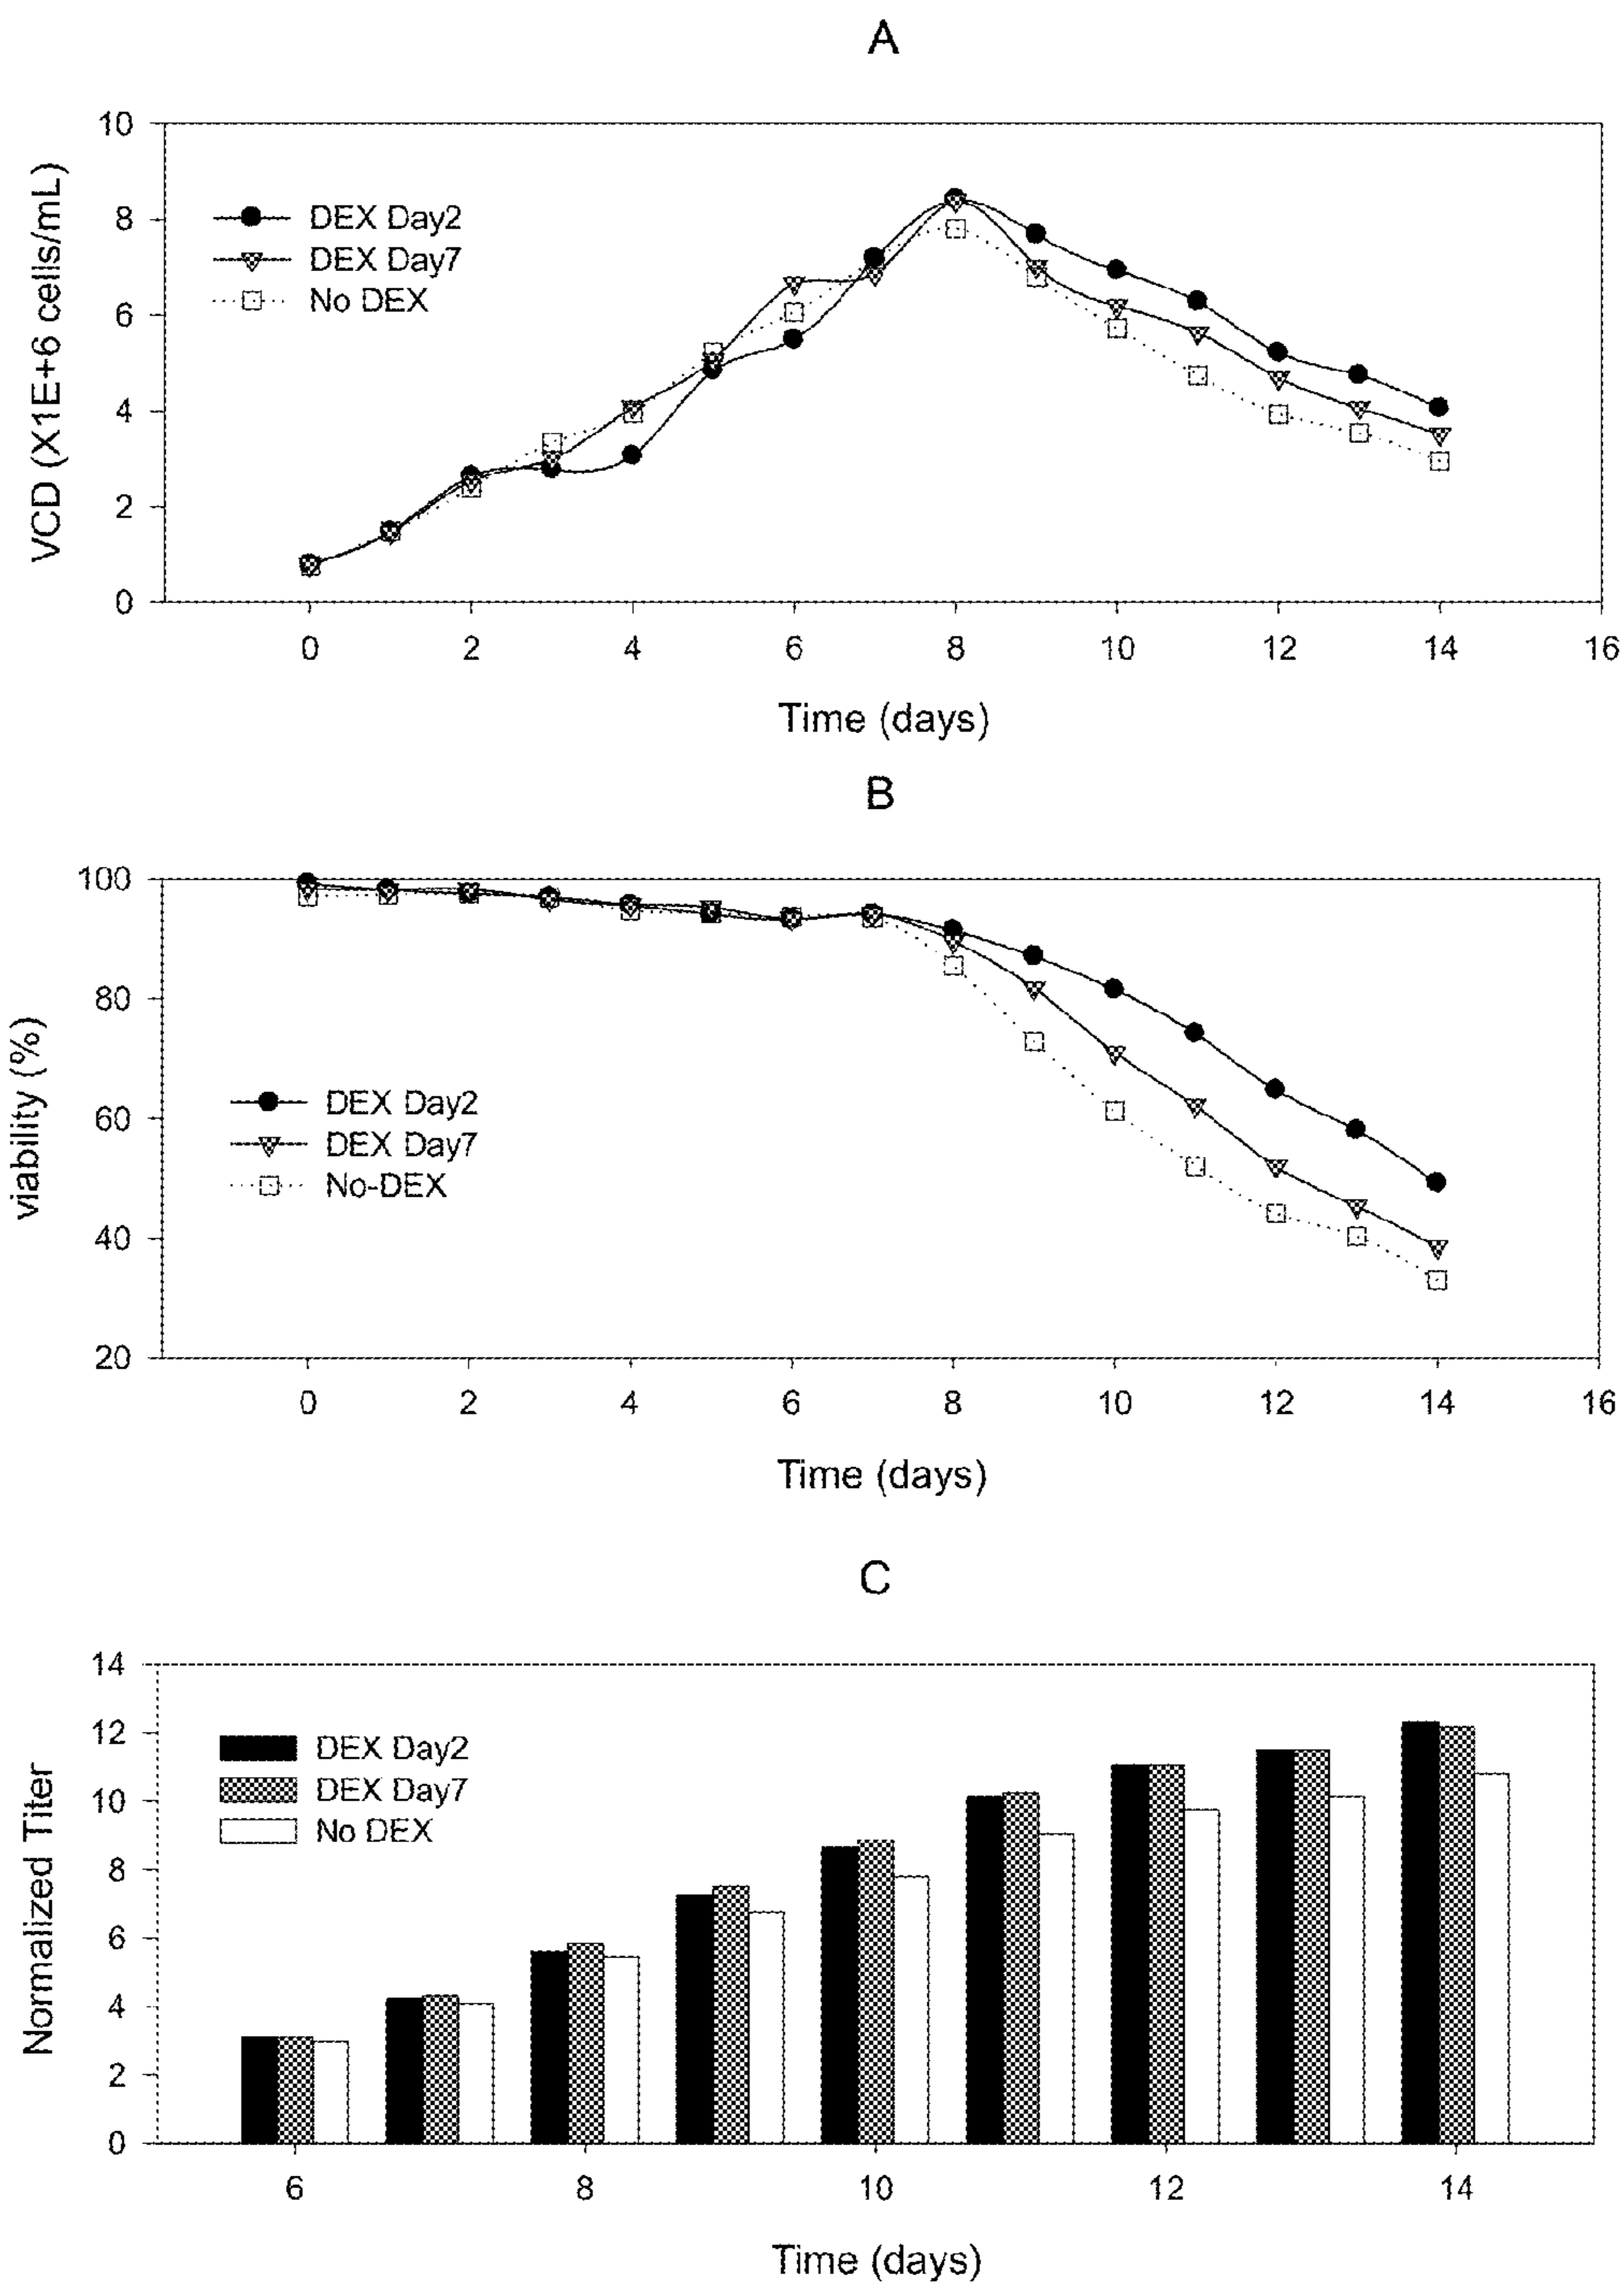 A
VCD (X1E+6 cells/mL)
10
8
6
4
2
0
DEX Day2
DEX Day7
No DEX
0 2 4 6 8 10 12 14 16
Time (days)
B
viability (%)
100
80
60
40
20
DEX Day2
DEX Day7
No-DEX
0 2 4 6 8 10 12 14 16
Time (days)
C
Normalized Titer
14
12
10
8
6
4
2
0
DEX Day2
DEX Day7
No DEX
6 8 10 12 14
Time (days)